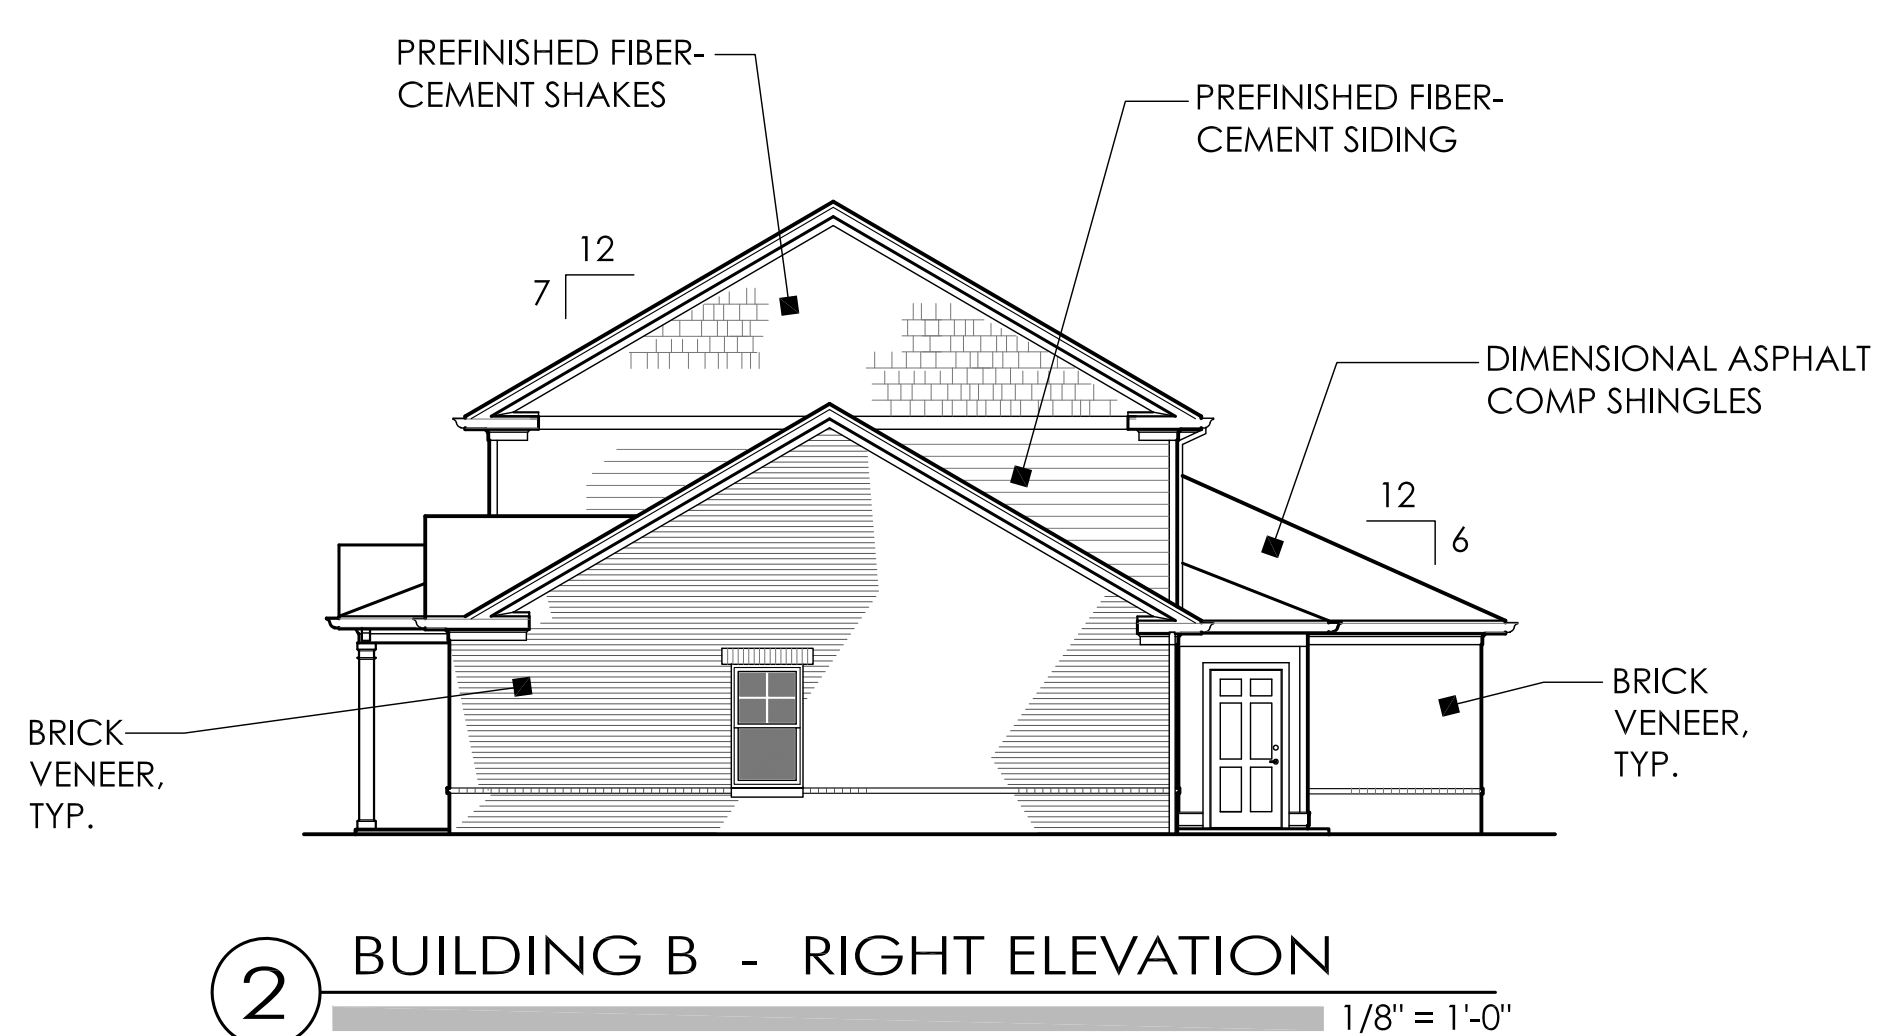 PREFINISHED FIBER-
CEMENT SHAKES
PREFINISHED FIBER-
CEMENT SIDING
12
7
DIMENSIONAL ASPHALT
COMP SHINGLES
12
6
BRICK
VENEER,
TYP.
BRICK
VENEER,
TYP.
2
BUILDING B - RIGHT ELEVATION
1/8" = 1'-0"